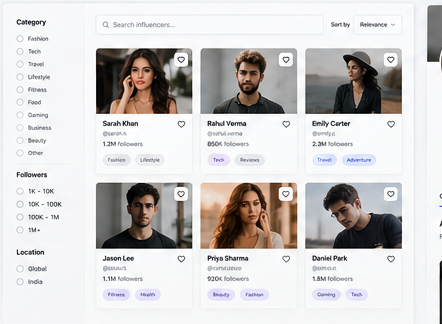 Category
Fashion
Tech
Travel
Lifestyle
Fitness
Food
Gaming
Business
Beauty
Other
Followers
1K - 10K
10K - 100K
100K - 1M
1M+
Location
Global
India
Search influencers...
Sort by
Relevance
Sarah Khan
1.2M followers
Fashion
Lifestyle
Rahul Verma
850K followers
Tech
Reviews
Emily Carter
2.3M followers
Travel
Adventure
Jason Lee
1.1M followers
Fitness
Health
Priya Sharma
920K followers
Beauty
Fashion
Daniel Park
1.8M followers
Gaming
Tech